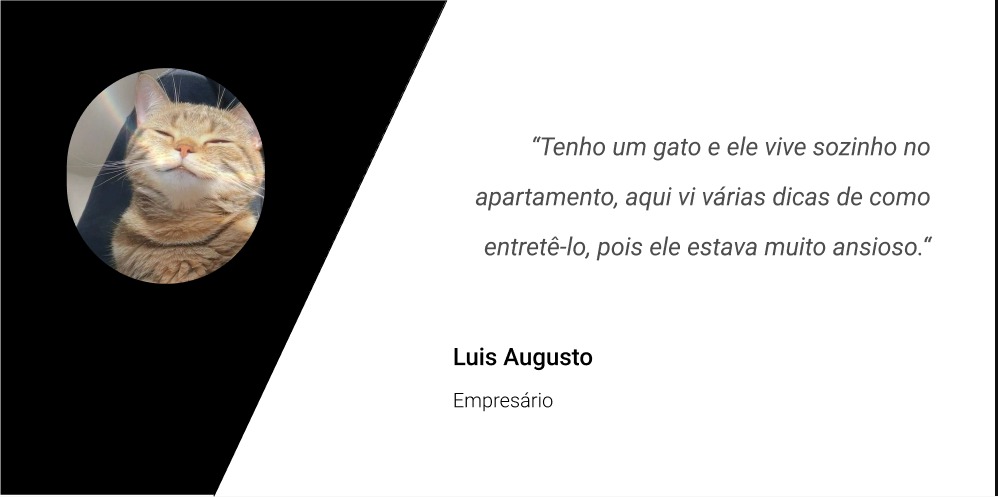 “Tenho um gato e ele vive sozinho no
apartamento, aqui vi várias dicas de como
entretê-lo, pois ele estava muito ansioso.“
Luis Augusto
Empresário